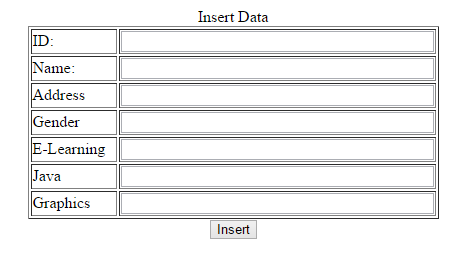 Insert Data
ID:
Name:
Address
Gender
E-Learning
Java
Graphics
Insert